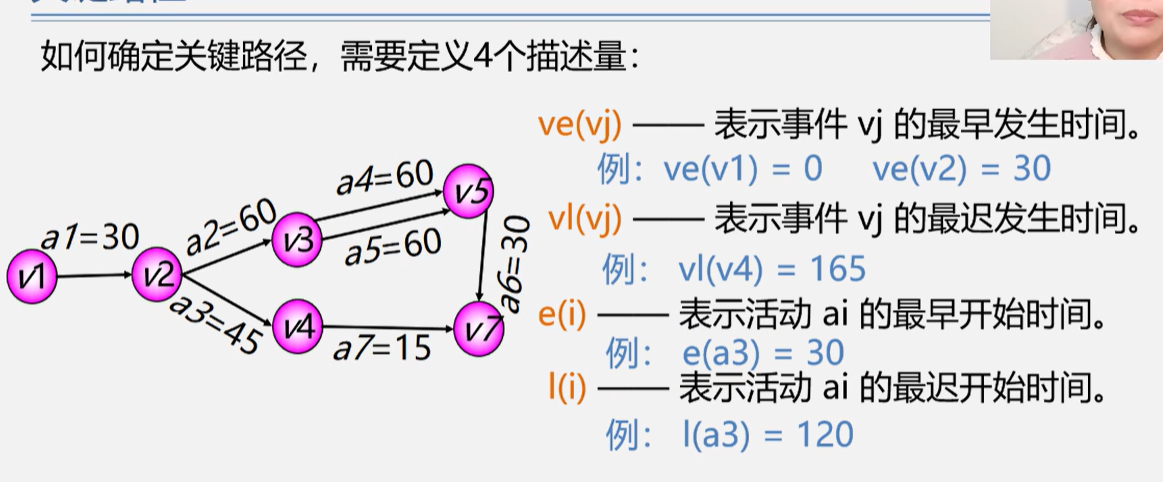 如何确定关键路径，需要定义4个描述量：
ve(vj) —— 表示事件 vj 的最早发生时间。
例： ve(v1) = 0 ve(v2) = 30
vl(vj) —— 表示事件 vj 的最迟发生时间。
例： vl(v4) = 165
e(i) —— 表示活动 ai 的最早开始时间。
例： e(a3) = 30
l(i) —— 表示活动 ai 的最迟开始时间。
例： l(a3) = 120
a1=30
a2=60
a3=45
a4=60
a5=60
a6=30
a7=15
v1
v2
v3
v4
v5
v7